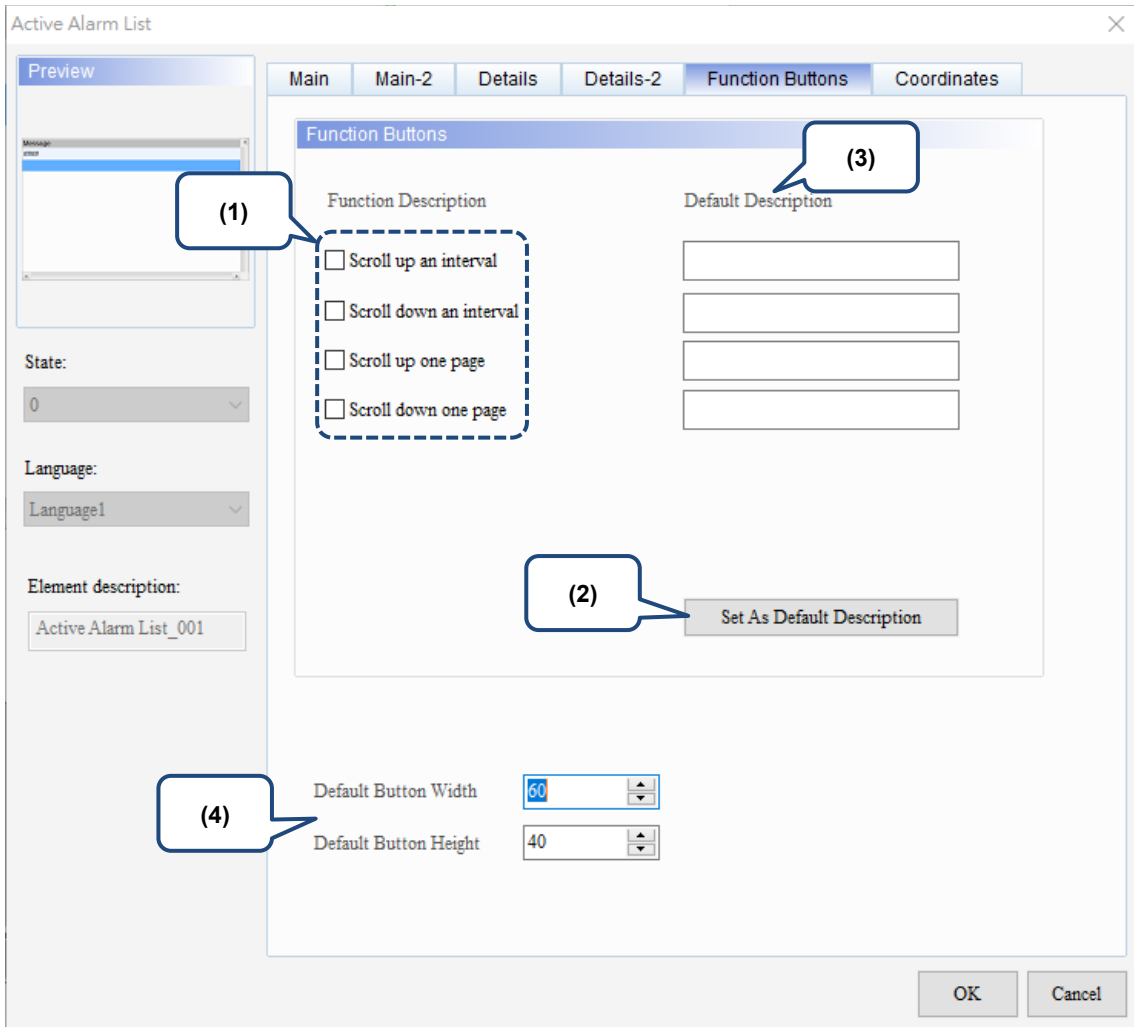 Active Alarm List
Preview
Message
State:
0
Language:
Language1
Element description:
Active Alarm List_001
Main
Main-2
Details
Details-2
Function Buttons
Coordinates
Function Buttons
(3)
(1)
Function Description
Default Description
Scroll up an interval
Scroll down an interval
Scroll up one page
Scroll down one page
(2)
Set As Default Description
(4)
Default Button Width
60
Default Button Height
40
OK
Cancel